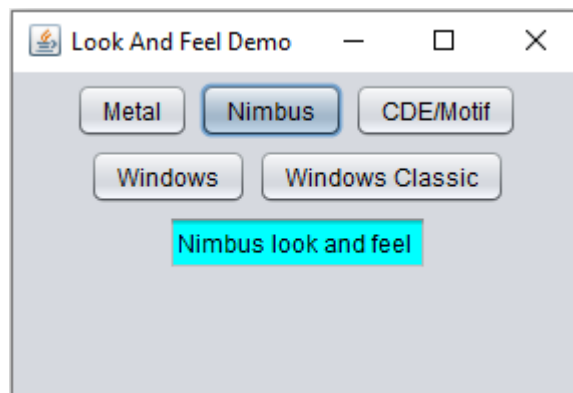 Look And Feel Demo
Metal Nimbus CDE/Motif
Windows Windows Classic
Nimbus look and feel